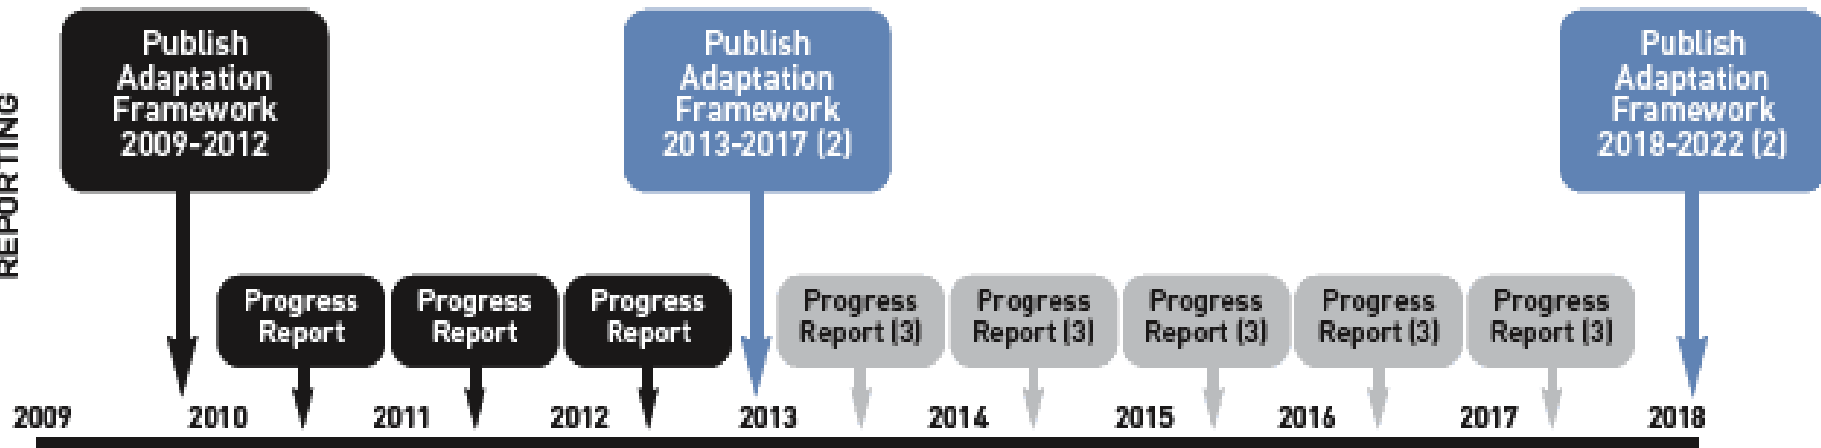 REPORTING
Publish
Adaptation
Framework
2009-2012
Publish
Adaptation
Framework
2013-2017 (2)
Publish
Adaptation
Framework
2018-2022 (2)
Progress
Report
Progress
Report
Progress
Report
Progress
Report (3)
Progress
Report (3)
Progress
Report (3)
Progress
Report (3)
Progress
Report (3)
2009 2010 2011 2012 2013 2014 2015 2016 2017 2018